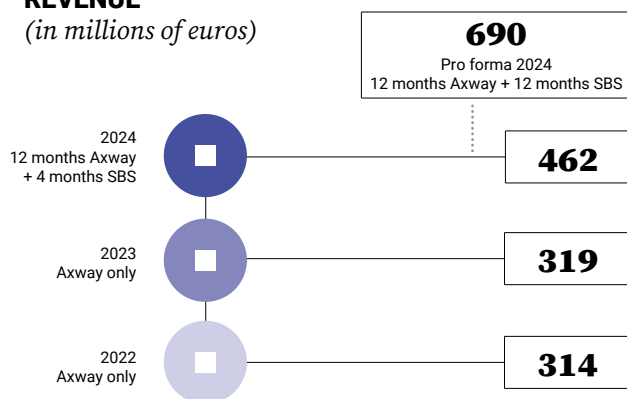 REVENUE
(in millions of euros)
690
Pro forma 2024
12 months Axway + 12 months SBS
2024
12 months Axway
+ 4 months SBS
462
2023
Axway only
319
2022
Axway only
314